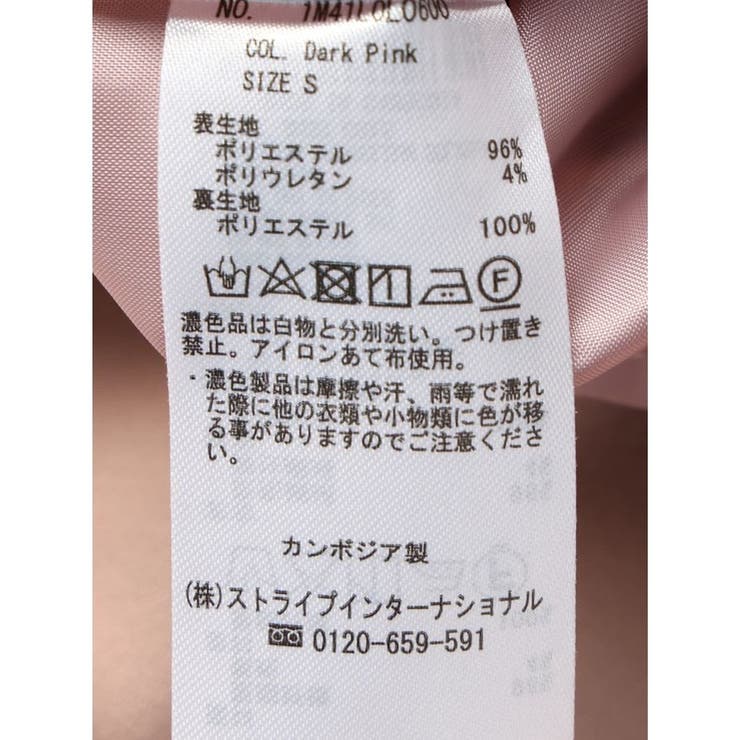 NO. 1M41L0L0600
COL. Dark Pink
SIZE S
表生地
ポリエステル 96%
ポリウレタン 4%
裏生地
ポリエステル 100%
F
濃色品は白物と分別洗い。つけ置き
禁止。アイロンあて布使用。
・濃色製品は摩擦や汗、雨等で濡れ
た際に他の衣類や小物類に色が移
る事がありますのでご注意くださ
い。
カンボジア製
(株)ストライプインターナショナル
0120-659-591